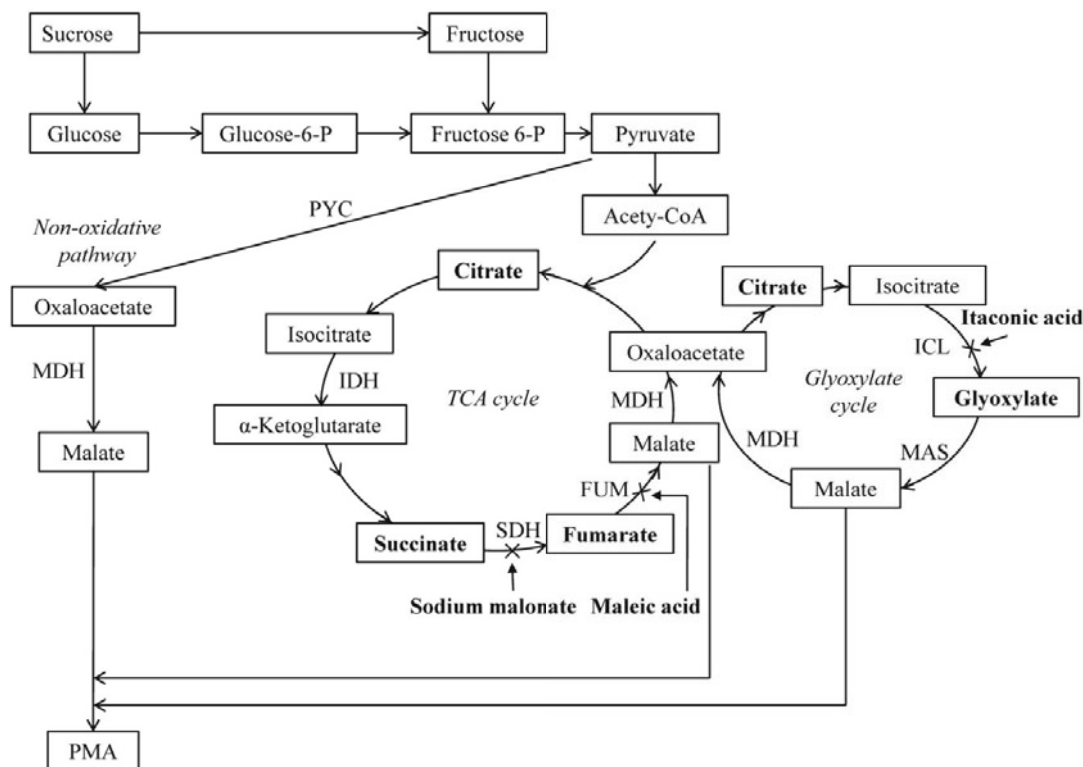 Sucrose
Fructose
Glucose
Glucose-6-P
Fructose 6-P
Pyruvate
PYC
Acety-CoA
Non-oxidative
pathway
Citrate
Citrate
Isocitrate
Oxaloacetate
Isocitrate
Itaconic acid
Oxaloacetate
ICL
MDH
IDH
TCA cycle
MDH
Glyoxylate
cycle
Glyoxylate
α-Ketoglutarate
Malate
MDH
MAS
Malate
FUM
Malate
SDH
Succinate
Fumarate
Sodium malonate
Maleic acid
PMA